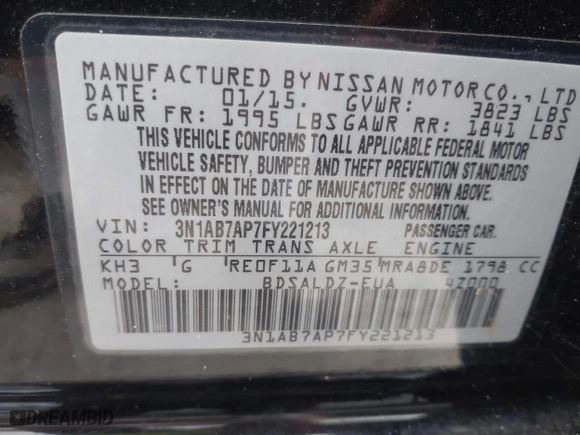 MANUFACTURED BY NISSAN MOTOR CO., LTD
DATE: 01/15. GVWR: 3823 LBS
GAWR FR: 1995 LBS GAWR RR: 1841 LBS
THIS VEHICLE CONFORMS TO ALL APPLICABLE FEDERAL MOTOR
VEHICLE SAFETY, BUMPER AND THEFT PREVENTION STANDARDS
IN EFFECT ON THE DATE OF MANUFACTURE SHOWN ABOVE.
SEE OWNER'S MANUAL FOR ADDITIONAL INFORMATION.
VIN: 3N1AB7AP7FY221213 PASSENGER CAR.
COLOR TRIM TRANS AXLE ENGINE
KH3 G RE0F11A GM35 MRA8DE 1798 CC
MODEL: BDSALDZ-EUA 4Z000
3N1AB7AP7FY221213
DREAMBID